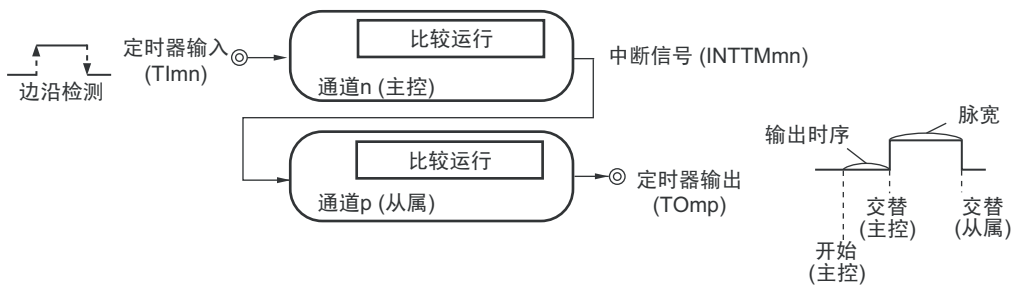 定时器输入
(TImn)
边沿检测
比较运行
通道n (主控)
中断信号 (INTTMmn)
比较运行
通道p (从属)
定时器输出
(TOmp)
输出时序
脉宽
交替
(主控)
交替
(从属)
开始
(主控)